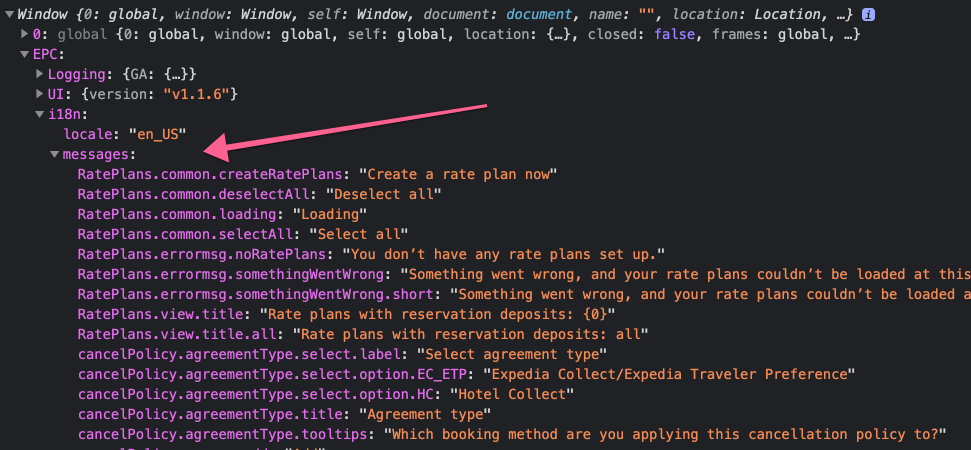 Window {0: global, window: Window, self: Window, document: document, name: "", location: Location, …} i
0: global {0: global, window: global, self: global, location: {…}, closed: false, frames: global, …}
EPC:
Logging: {GA: {…}}
UI: {version: "v1.1.6"}
i18n:
locale: "en_US"
messages:
RatePlans.common.createRatePlans: "Create a rate plan now"
RatePlans.common.deselectAll: "Deselect all"
RatePlans.common.loading: "Loading"
RatePlans.common.selectAll: "Select all"
RatePlans.errormsg.noRatePlans: "You don’t have any rate plans set up."
RatePlans.errormsg.somethingWentWrong: "Something went wrong, and your rate plans couldn’t be loaded at this
RatePlans.errormsg.somethingWentWrong.short: "Something went wrong, and your rate plans couldn’t be loaded a
RatePlans.view.title: "Rate plans with reservation deposits: {0}"
RatePlans.view.title.all: "Rate plans with reservation deposits: all"
cancelPolicy.agreementType.select.label: "Select agreement type"
cancelPolicy.agreementType.select.option.EC_ETP: "Expedia Collect/Expedia Traveler Preference"
cancelPolicy.agreementType.select.option.HC: "Hotel Collect"
cancelPolicy.agreementType.title: "Agreement type"
cancelPolicy.agreementType.tooltips: "Which booking method are you applying this cancellation policy to?"